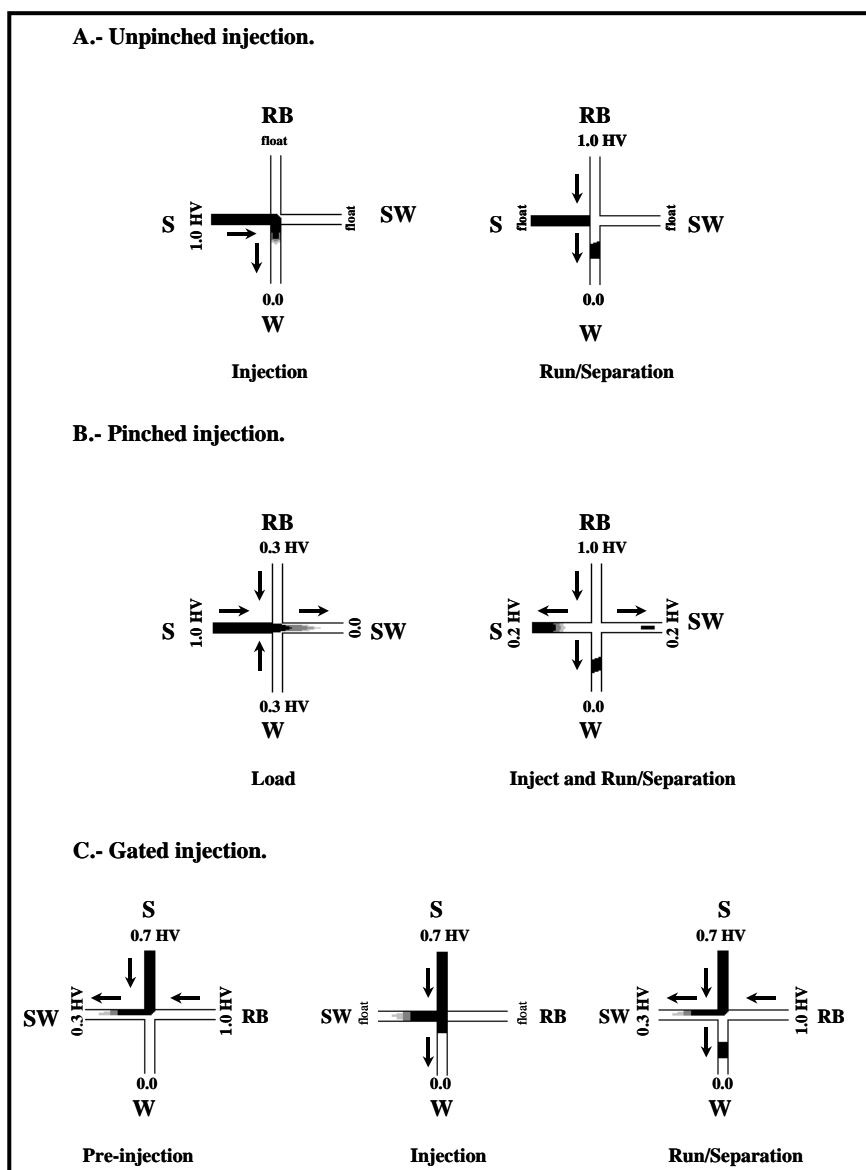 A.- Unpinched injection.
RB
float
S
1.0 HV
float
SW
0.0
W
Injection
RB
1.0 HV
S
float
float
SW
0.0
W
Run/Separation
B.- Pinched injection.
RB
0.3 HV
S
1.0 HV
0.0
SW
0.3 HV
W
Load
RB
1.0 HV
S
0.2 HV
0.2 HV
SW
0.0
W
Inject and Run/Separation
C.- Gated injection.
S
0.7 HV
SW
0.3 HV
1.0 HV
RB
0.0
W
Pre-injection
S
0.7 HV
SW
float
float
RB
0.0
W
Injection
S
0.7 HV
SW
0.3 HV
1.0 HV
RB
0.0
W
Run/Separation